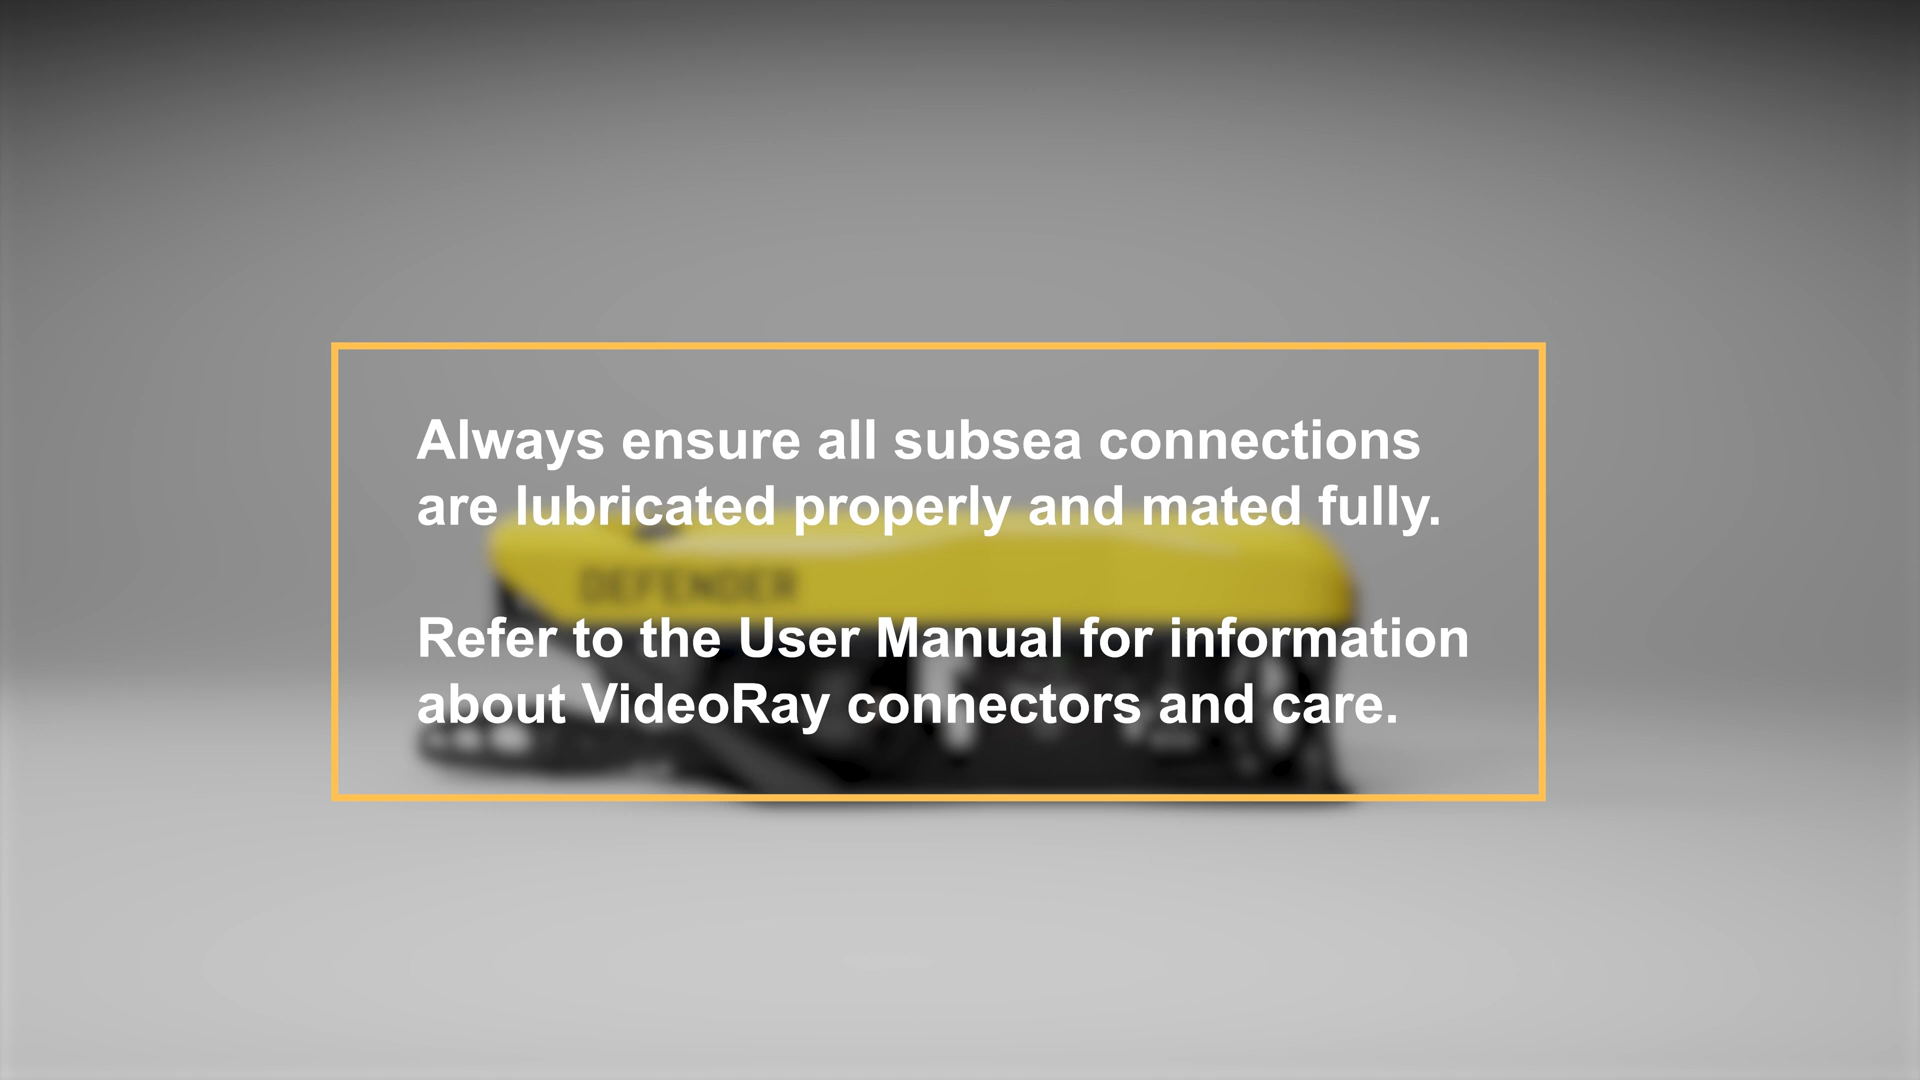 Always ensure all subsea connections
are lubricated properly and mated fully.
DEFENDER
Refer to the User Manual for information
about VideoRay connectors and care.